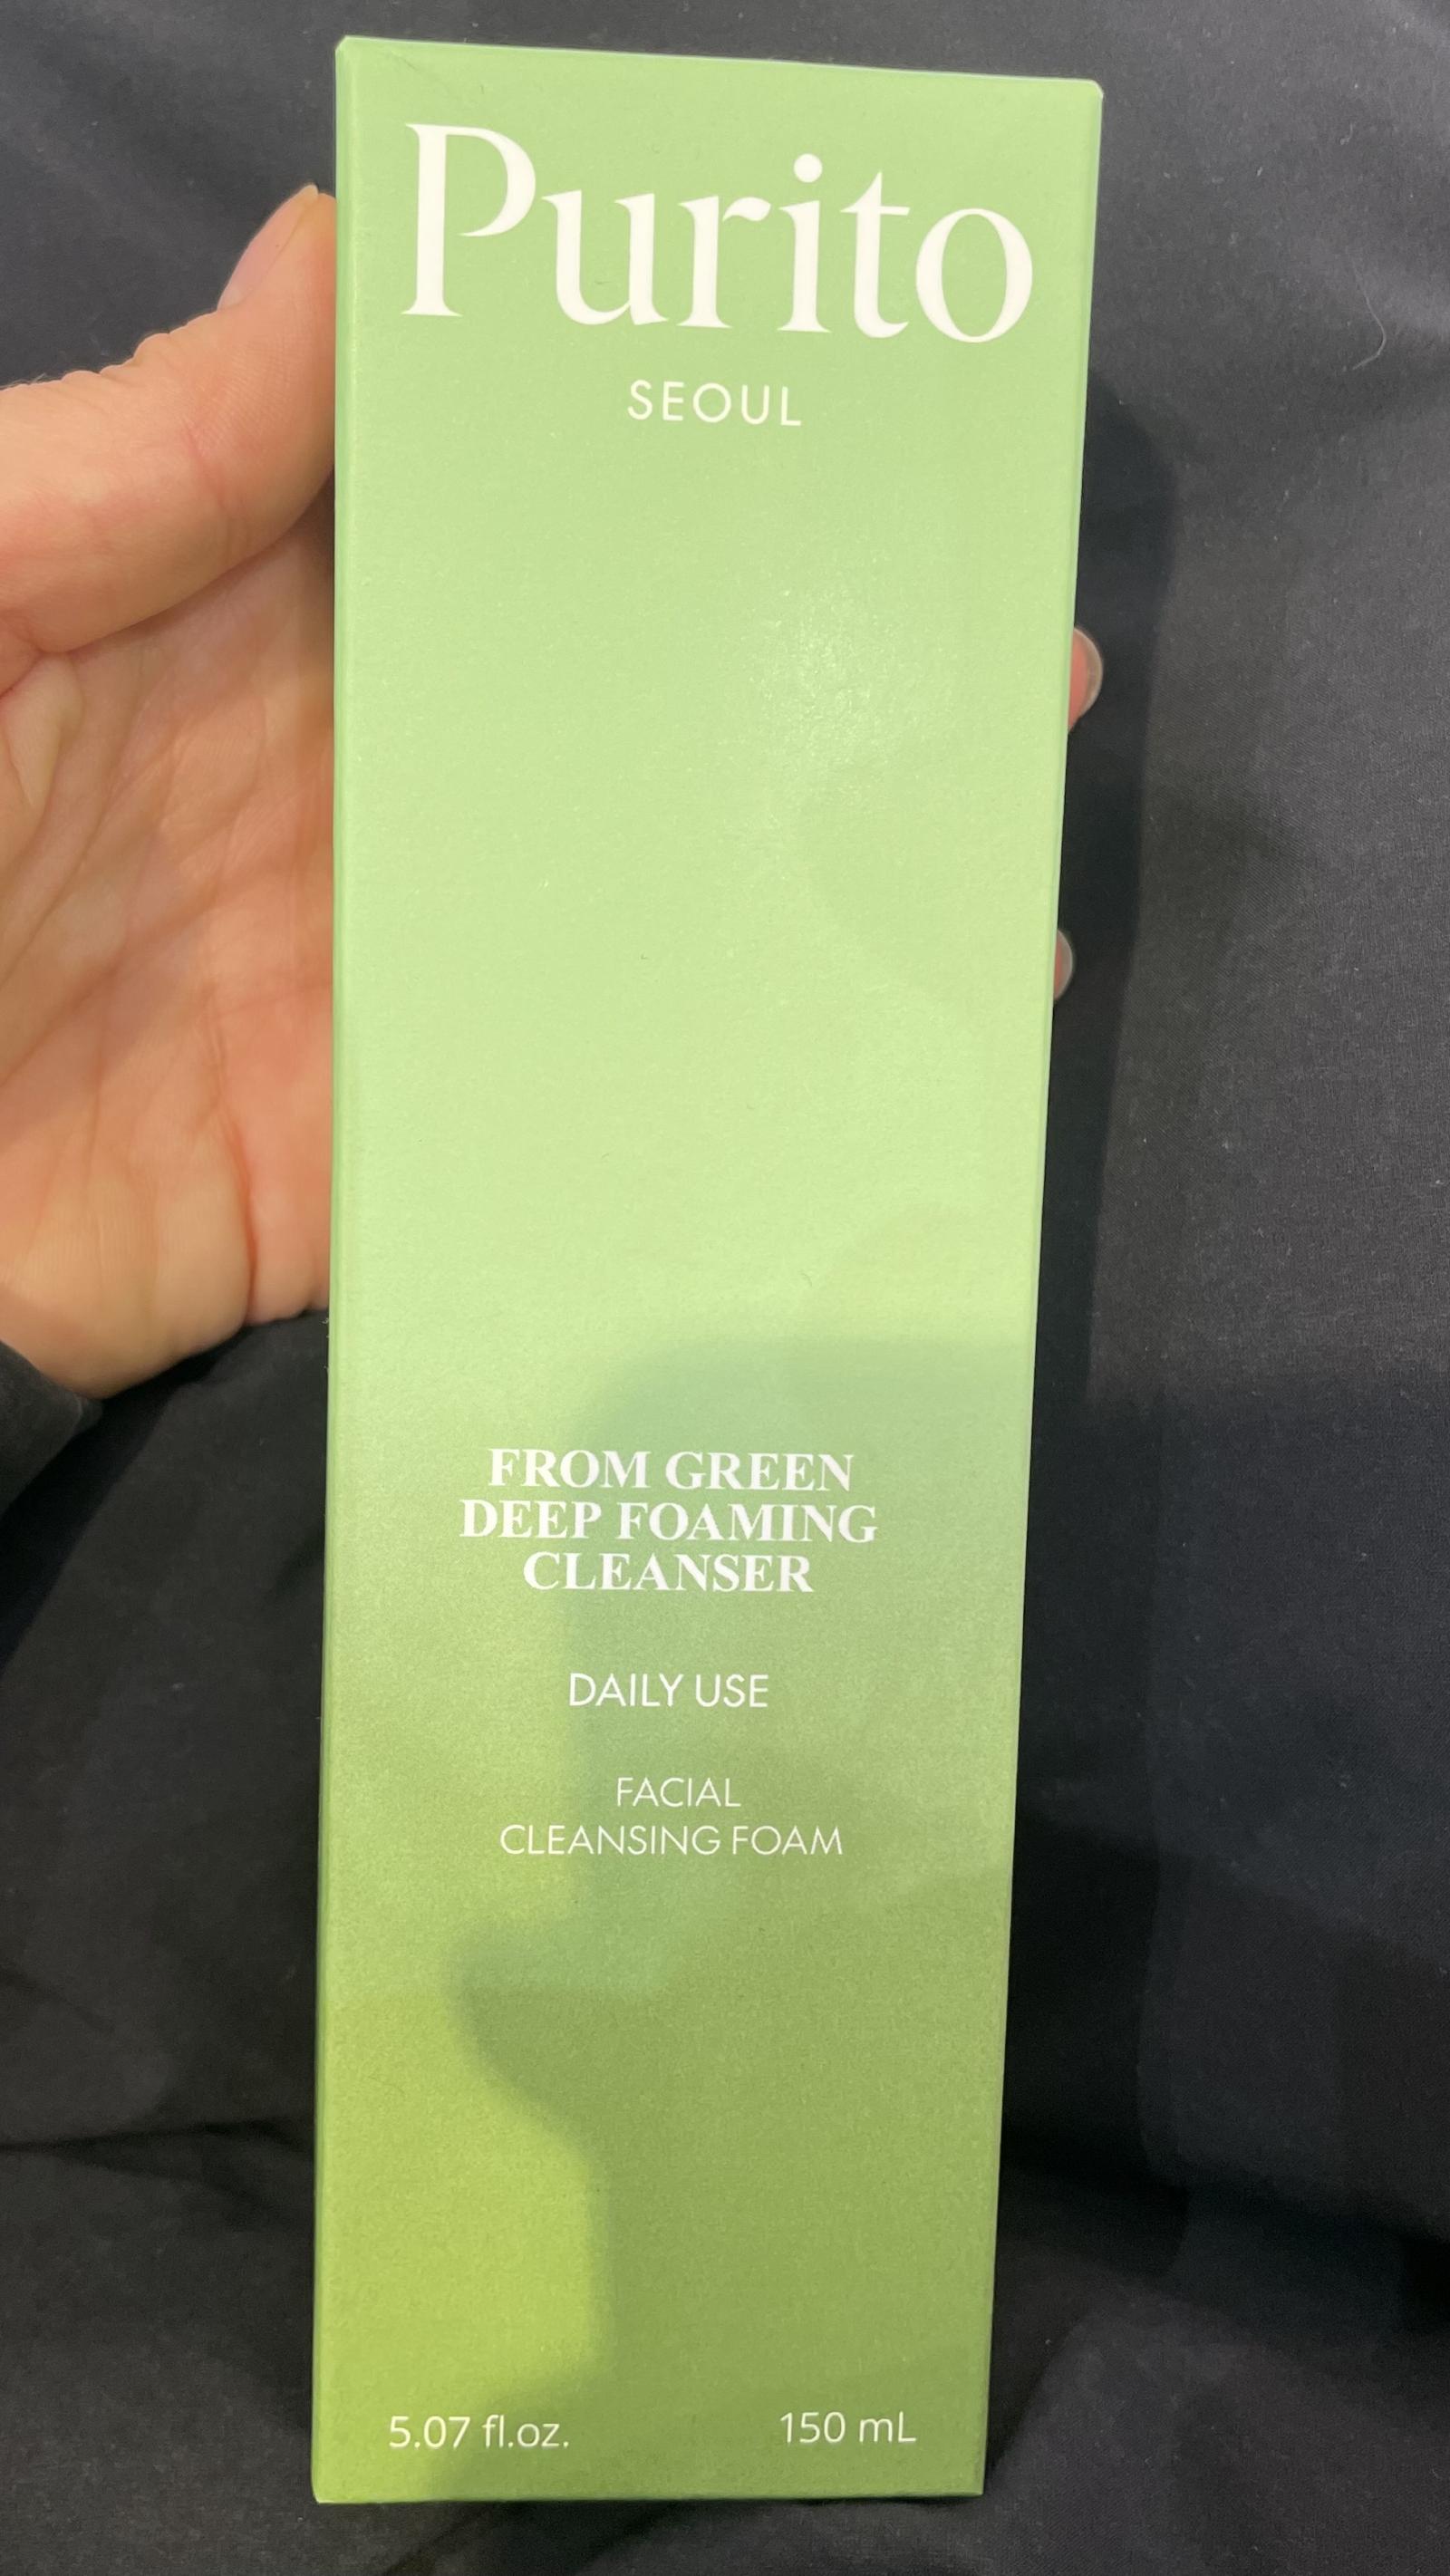 Purito
SEOUL
FROM GREEN
DEEP FOAMING
CLEANSER
DAILY USE
FACIAL
CLEANSING FOAM
5.07 fl.oz. 150 mL